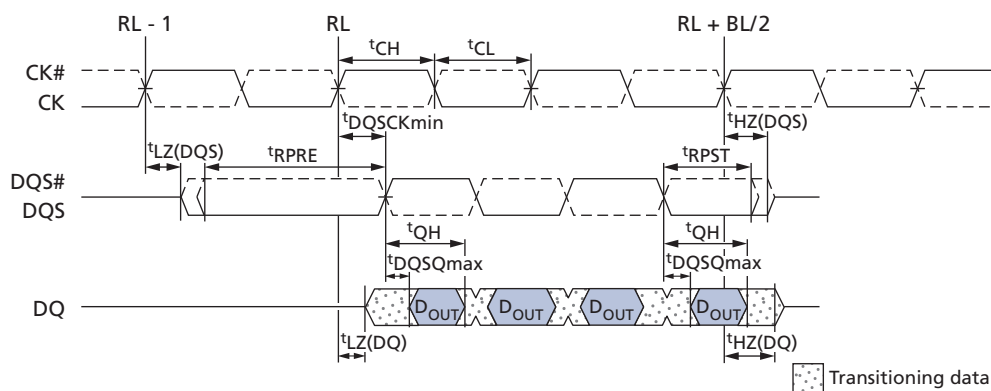 RL - 1 RL RL + BL/2
tCH tCL
CK#
CK
tDQSCKmin tHZ(DQS)
tLZ(DQS) tRPRE tRPST
DQS#
DQS
tQH tQH
tDQSQmax tDQSQmax
DQ DOUT DOUT DOUT DOUT
tLZ(DQ) tHZ(DQ)
Transitioning data